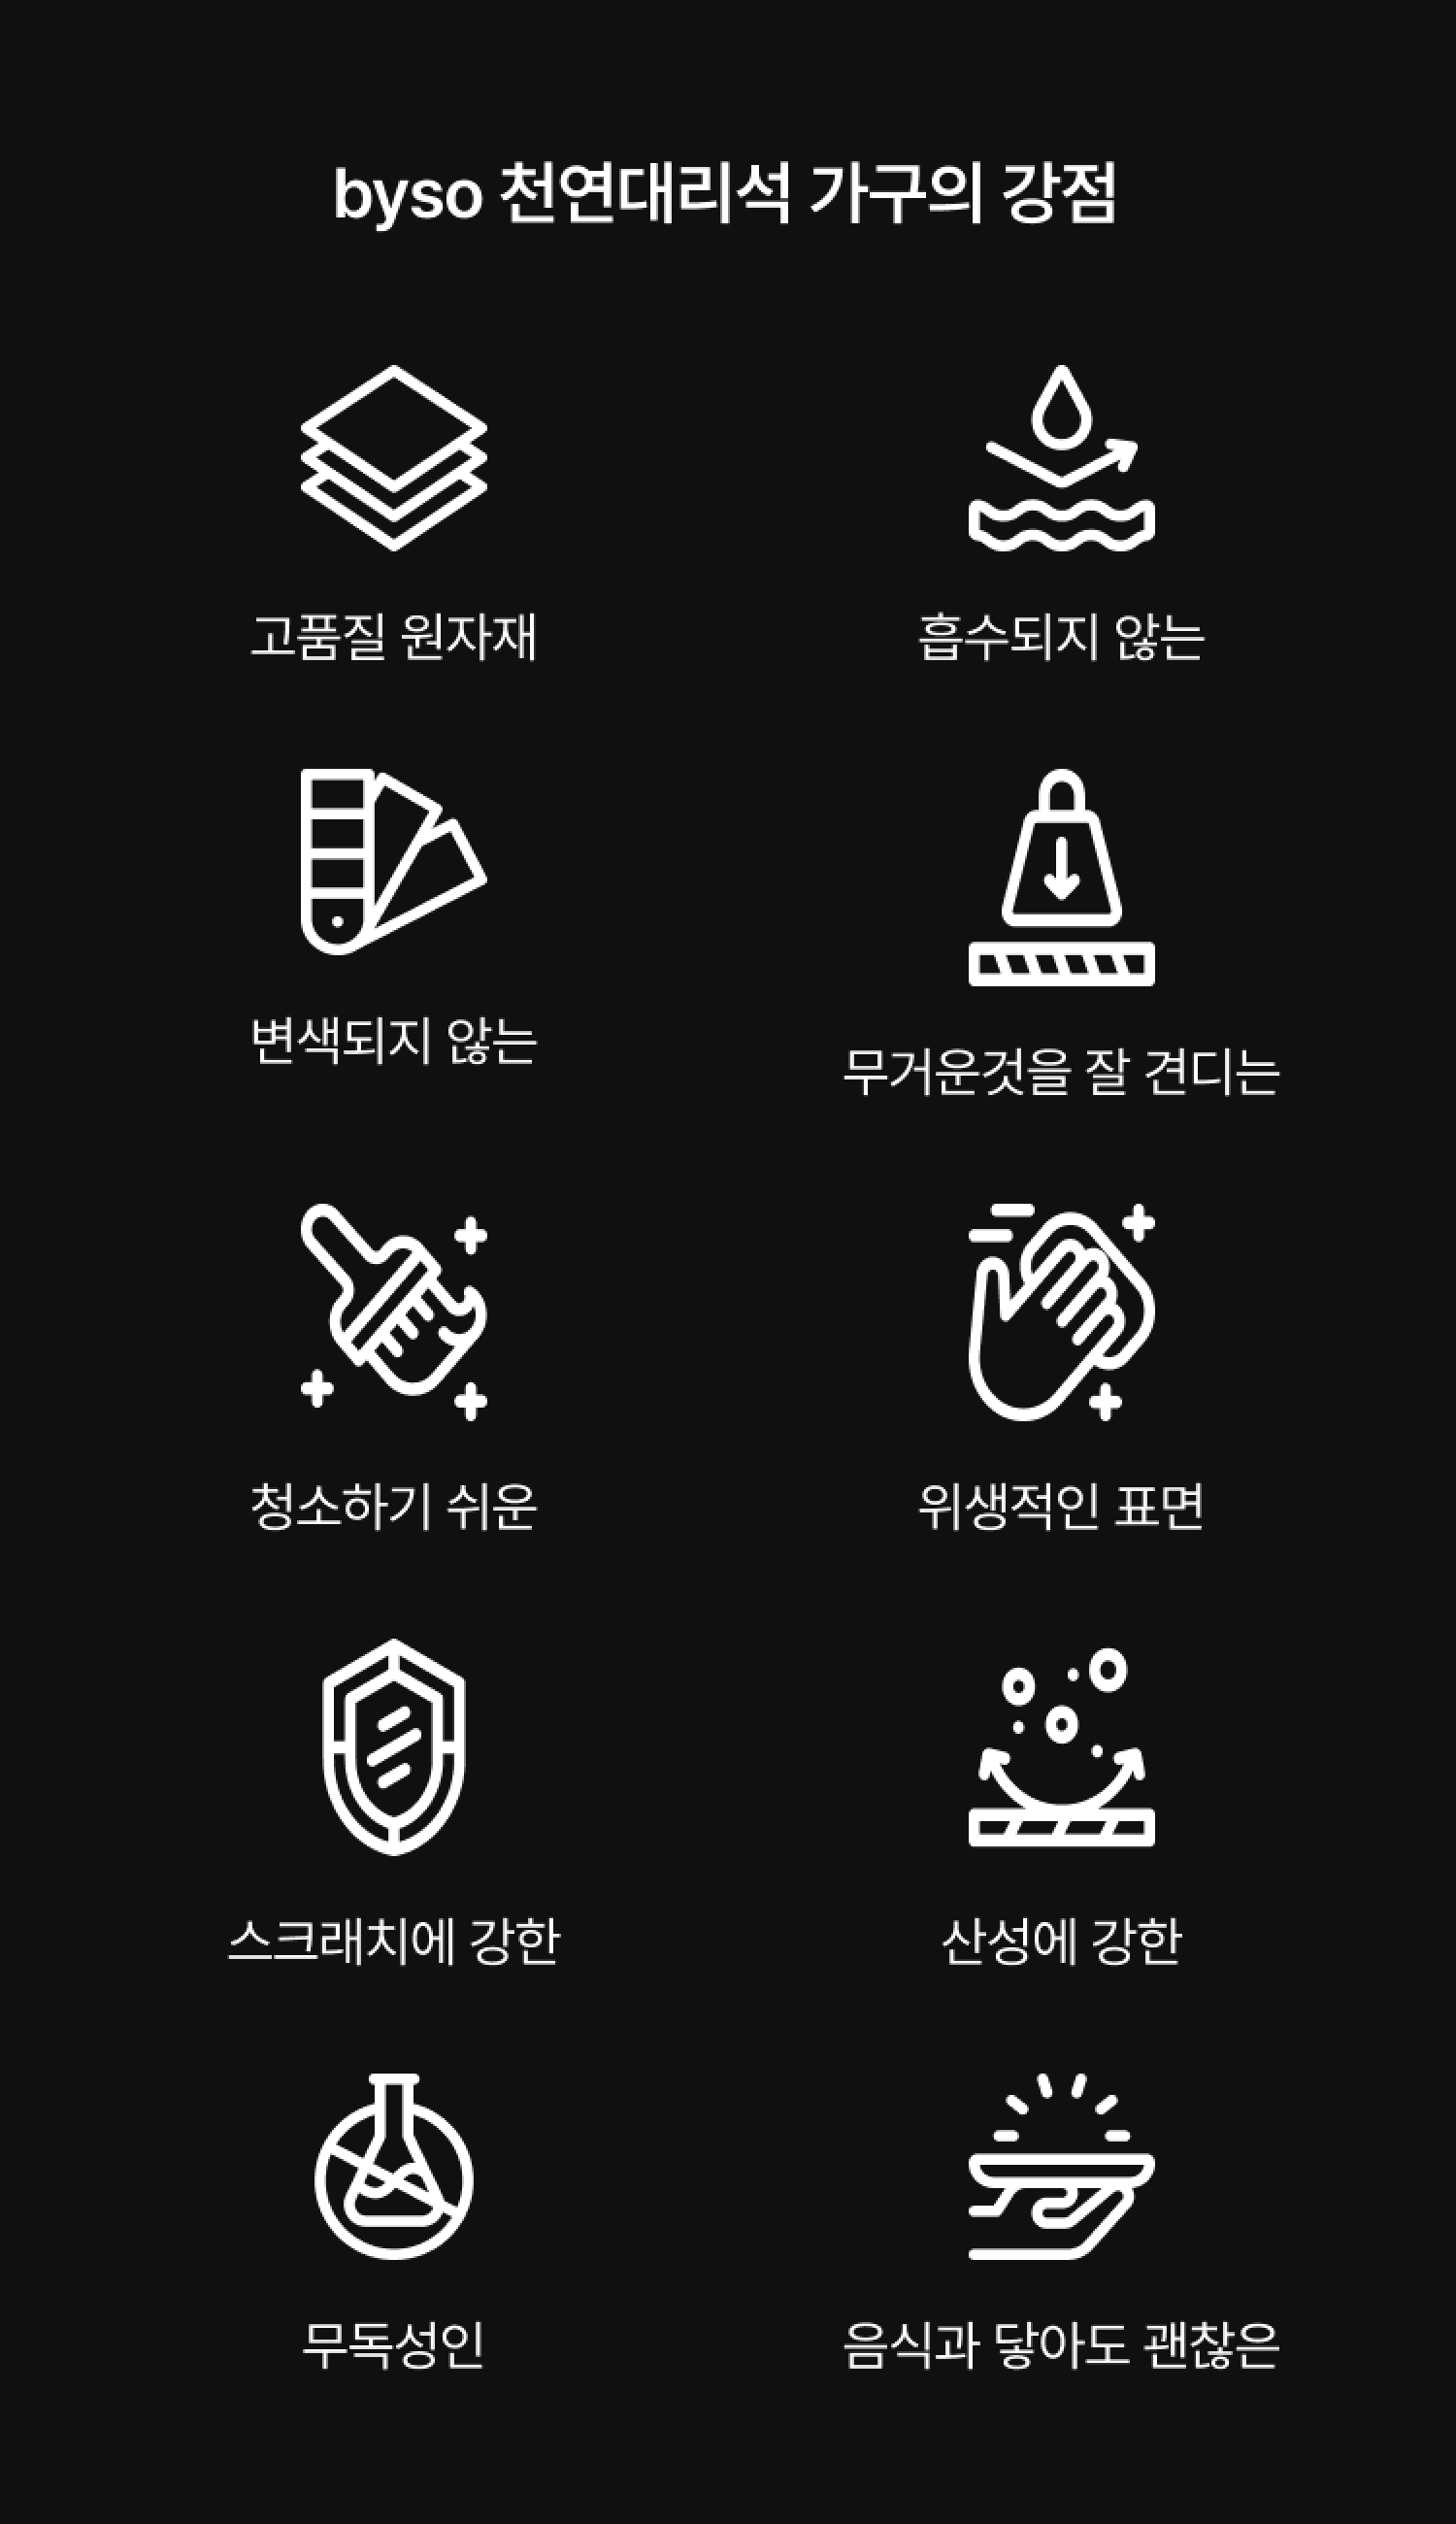 byso 천연대리석 가구의 강점
고품질 원자재
흡수되지 않는
변색되지 않는
무거운것을 잘 견디는
청소하기 쉬운
위생적인 표면
스크래치에 강한
산성에 강한
무독성인
음식과 닿아도 괜찮은